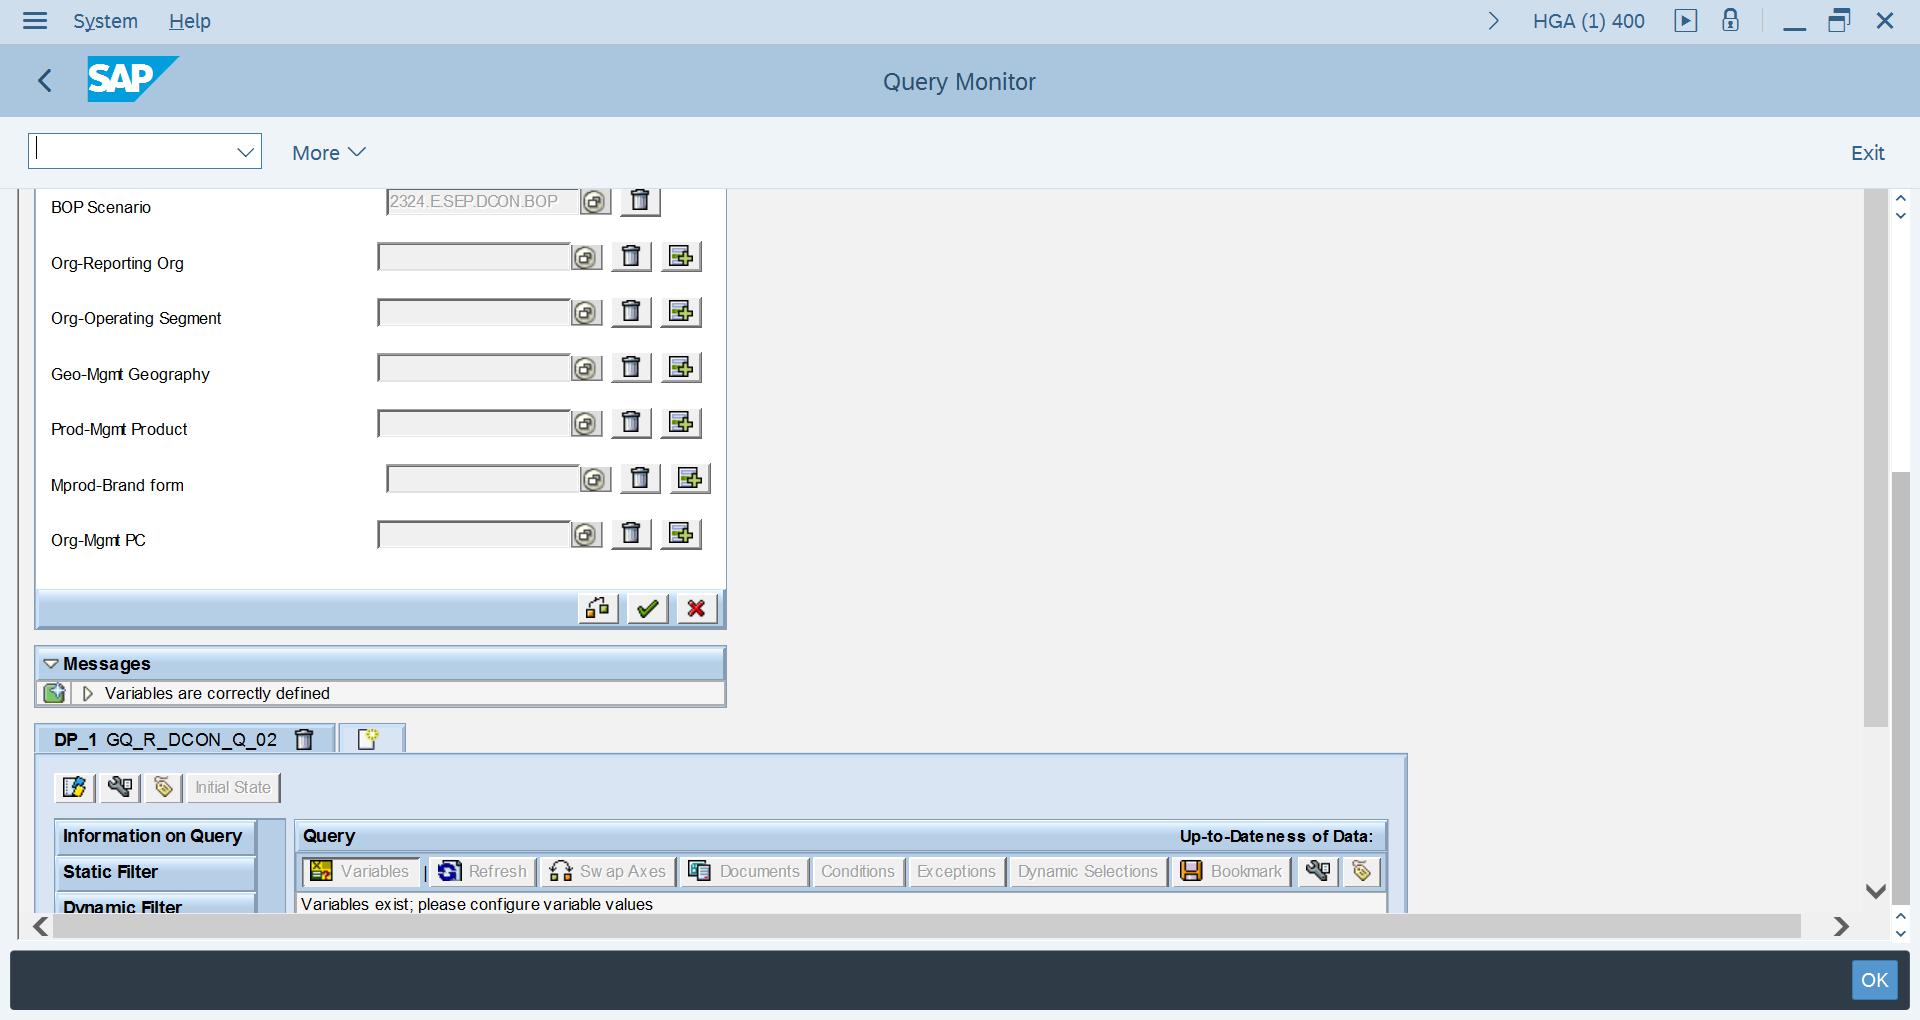 System Help HGA (1) 400
SAP Query Monitor
More Exit
BOP Scenario 2324.E.SEP.DCON.BOP
Org-Reporting Org
Org-Operating Segment
Geo-Mgmt Geography
Prod-Mgmt Product
Mprod-Brand form
Org-Mgmt PC
Messages
Variables are correctly defined
DP_1 GQ_R_DCON_Q_02
Initial State
Information on Query Query Up-to-Dateness of Data:
Static Filter Variables | Refresh Swap Axes Documents Conditions Exceptions Dynamic Selections Bookmark
Dynamic Filter Variables exist; please configure variable values
OK